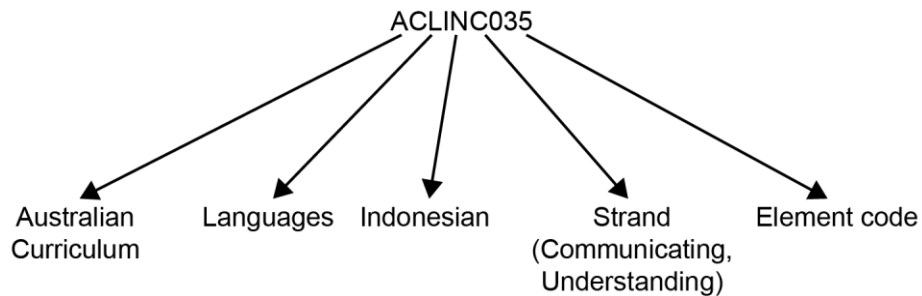 ACLINC035
Australian
Curriculum
Languages
Indonesian
Strand
(Communicating,
Understanding)
Element code